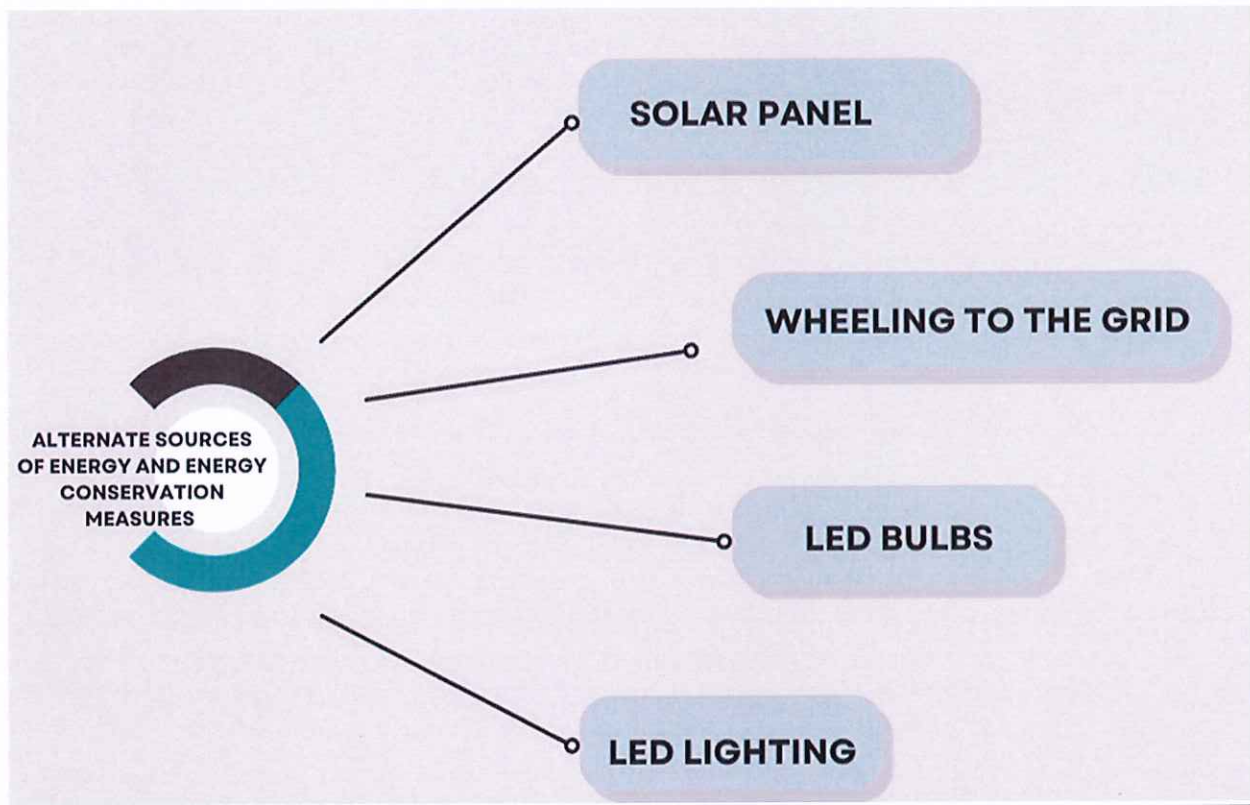 SOLAR PANEL
WHEELING TO THE GRID
ALTERNATE SOURCES
OF ENERGY AND ENERGY
CONSERVATION
MEASURES
LED BULBS
LED LIGHTING